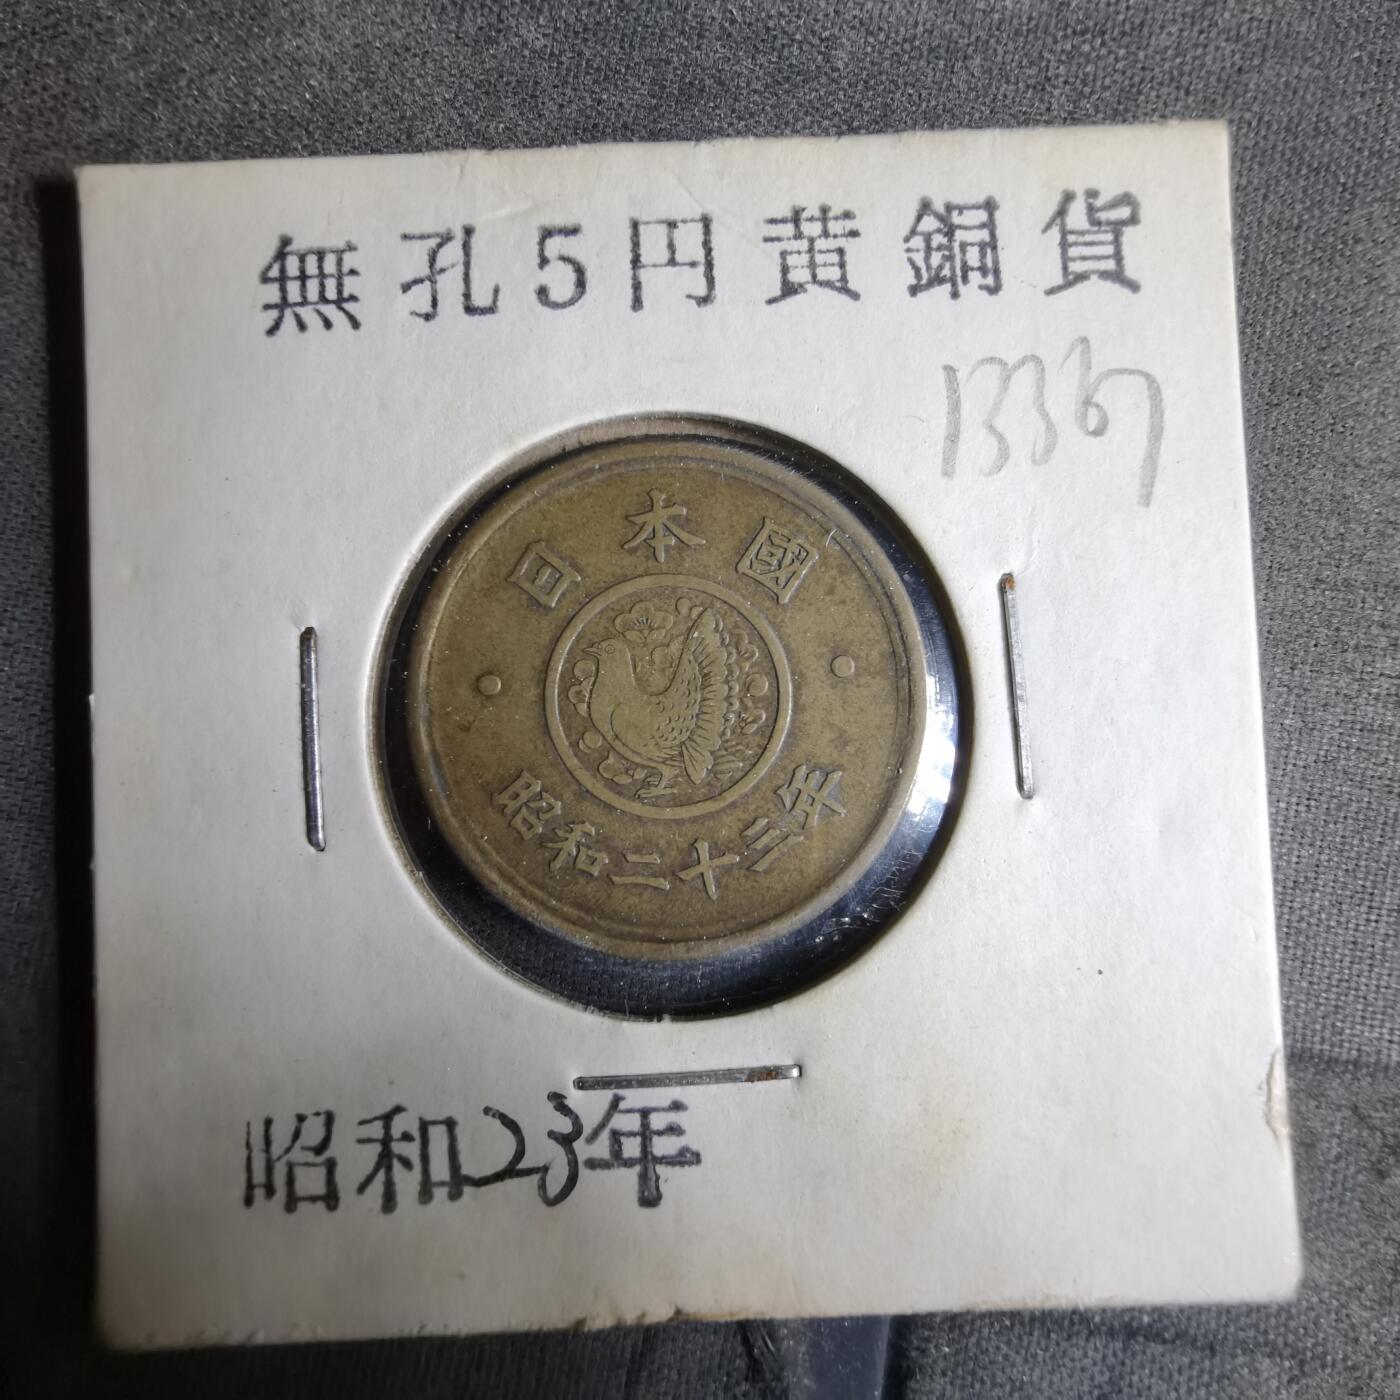 無孔5円黄銅貨
13367
日本國
昭和二十三年
昭和23年